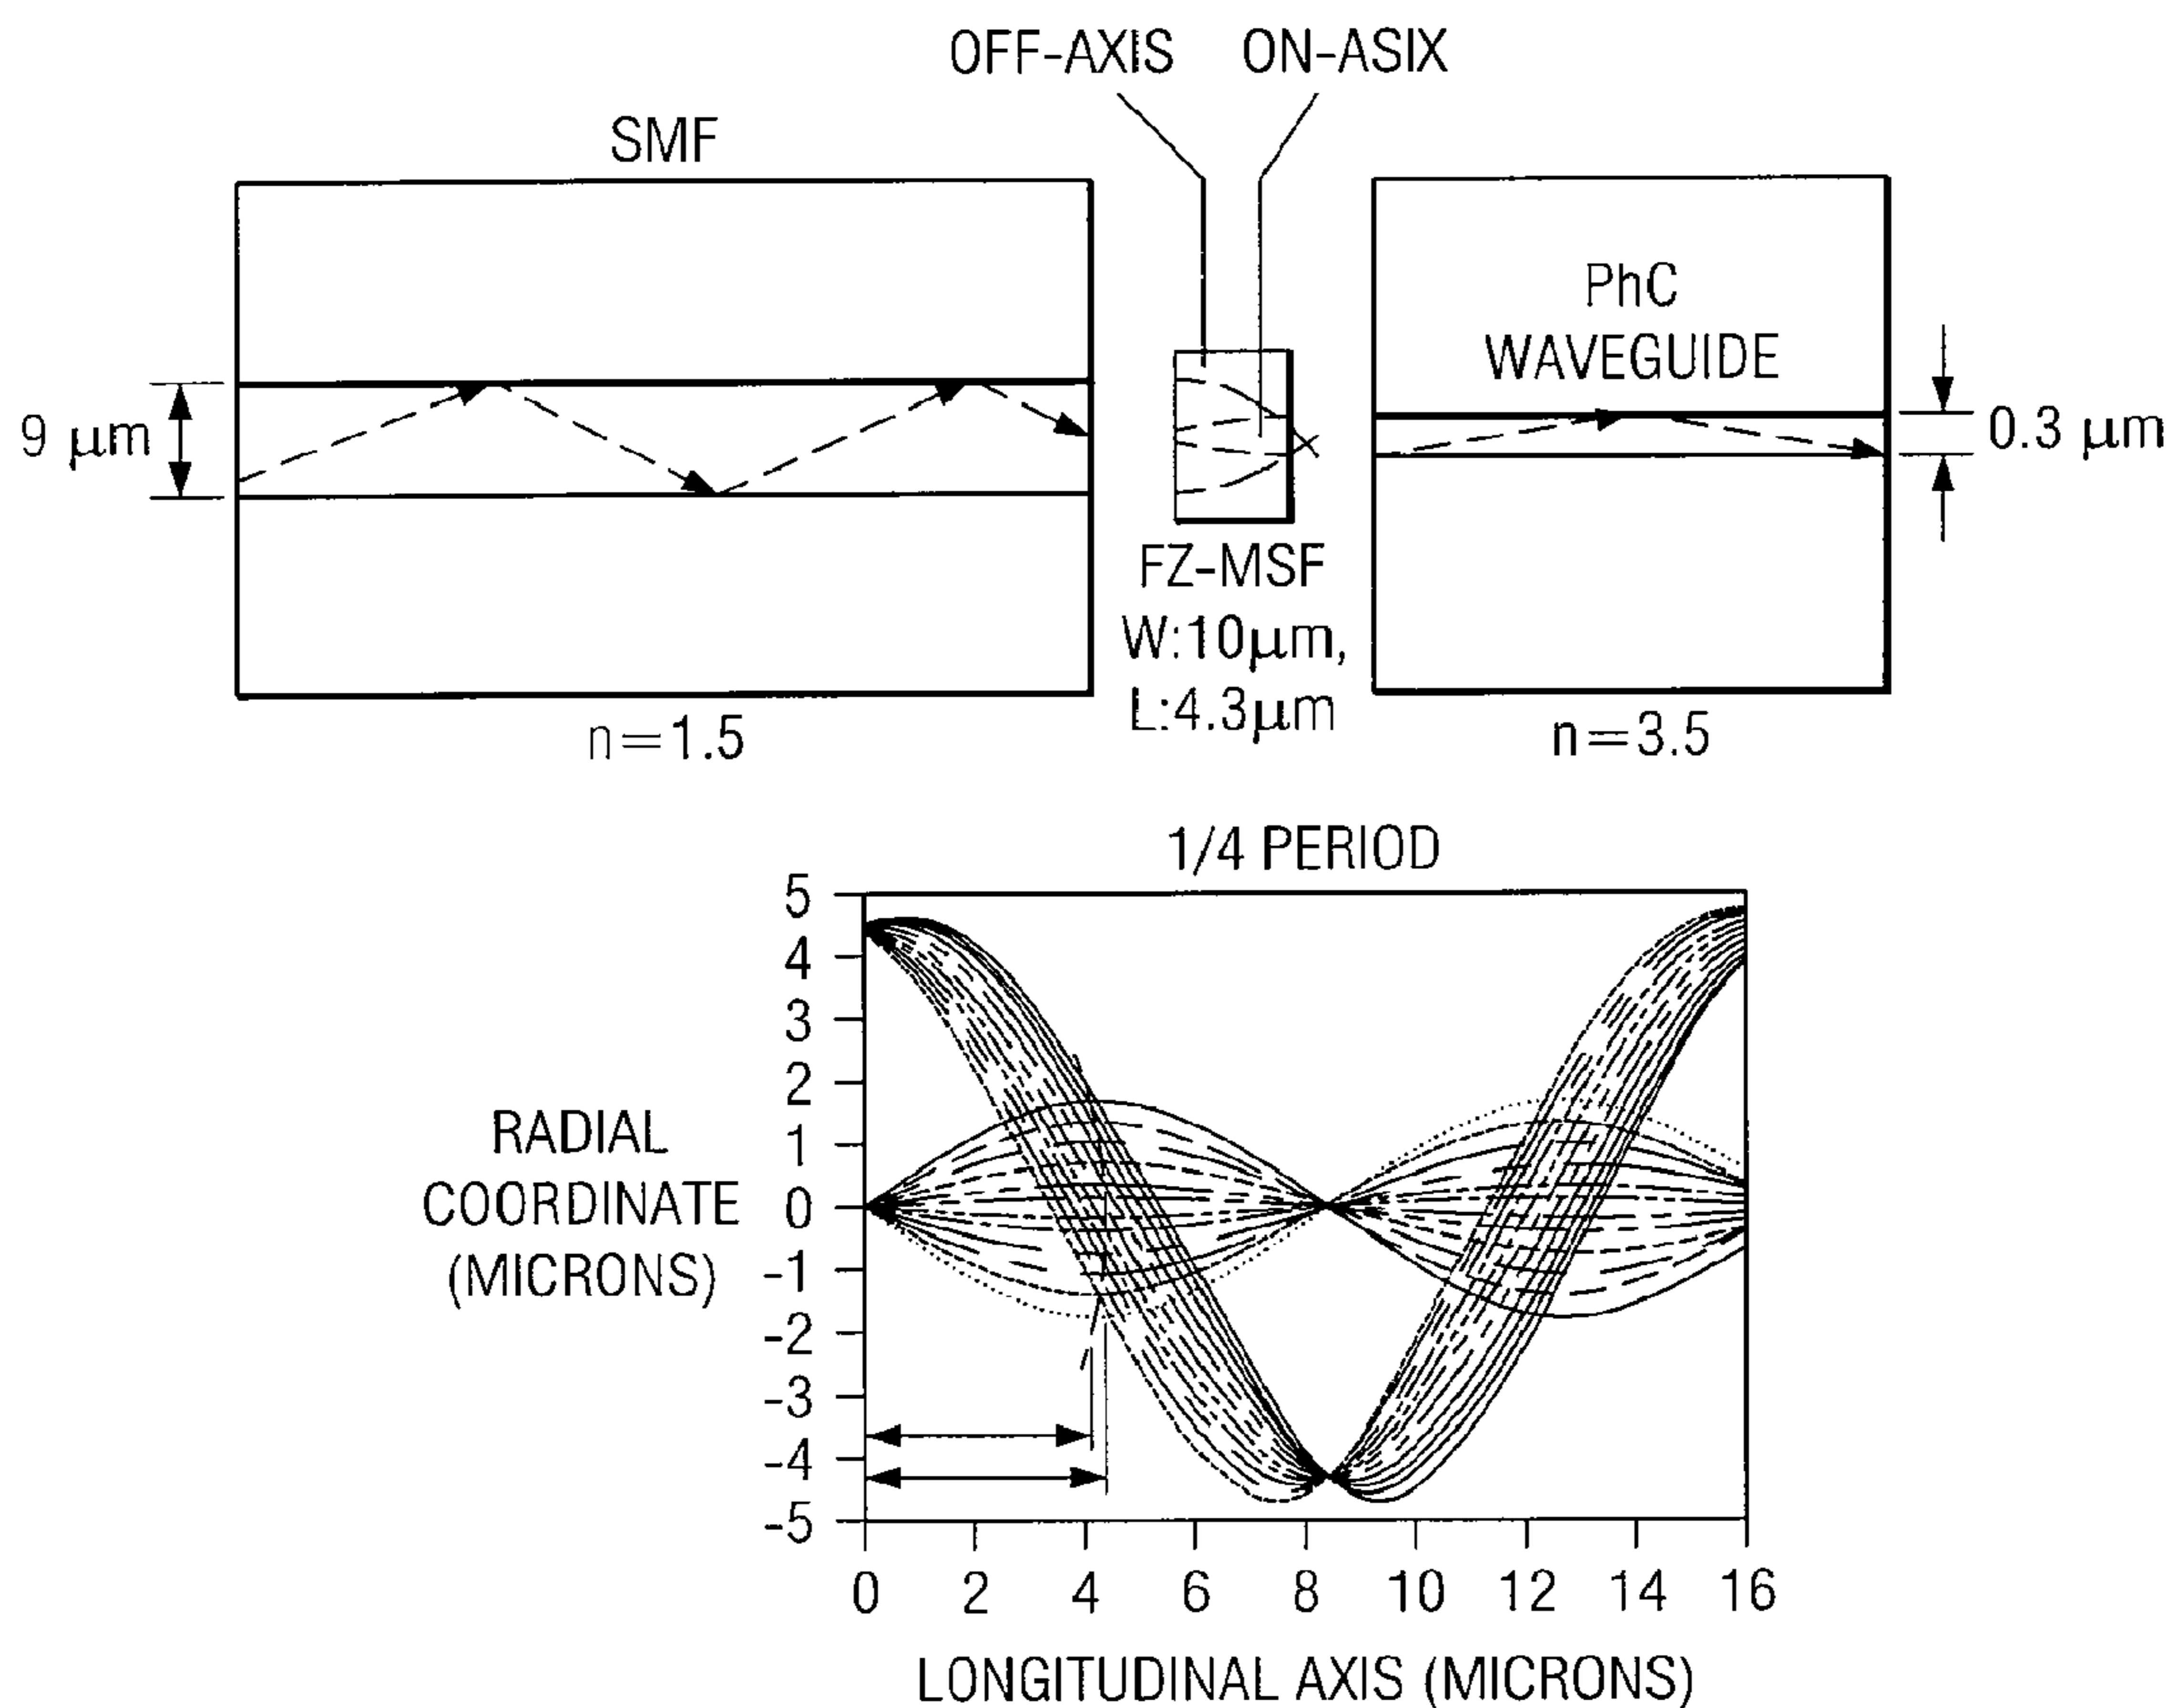 OFF-AXIS ON-ASIX
SMF
9 μm
PhC
WAVEGUIDE
0.3 μm
FZ-MSF
W:10μm,
L:4.3μm
n=1.5
n=3.5
1/4 PERIOD
5
4
3
2
1
0
-1
-2
-3
-4
-5
RADIAL
COORDINATE
(MICRONS)
0 2 4 6 8 10 12 14 16
LONGITUDINAL AXIS (MICRONS)